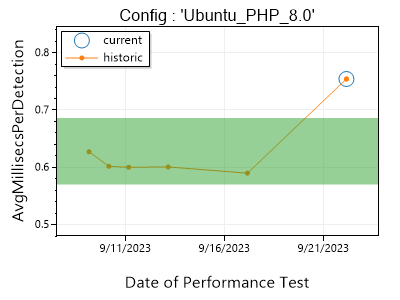 Config : 'Ubuntu_PHP_8.0'
current
historic
0.8
0.7
0.6
0.5
AvgMillisecsPerDetection
9/11/2023
9/16/2023
9/21/2023
Date of Performance Test